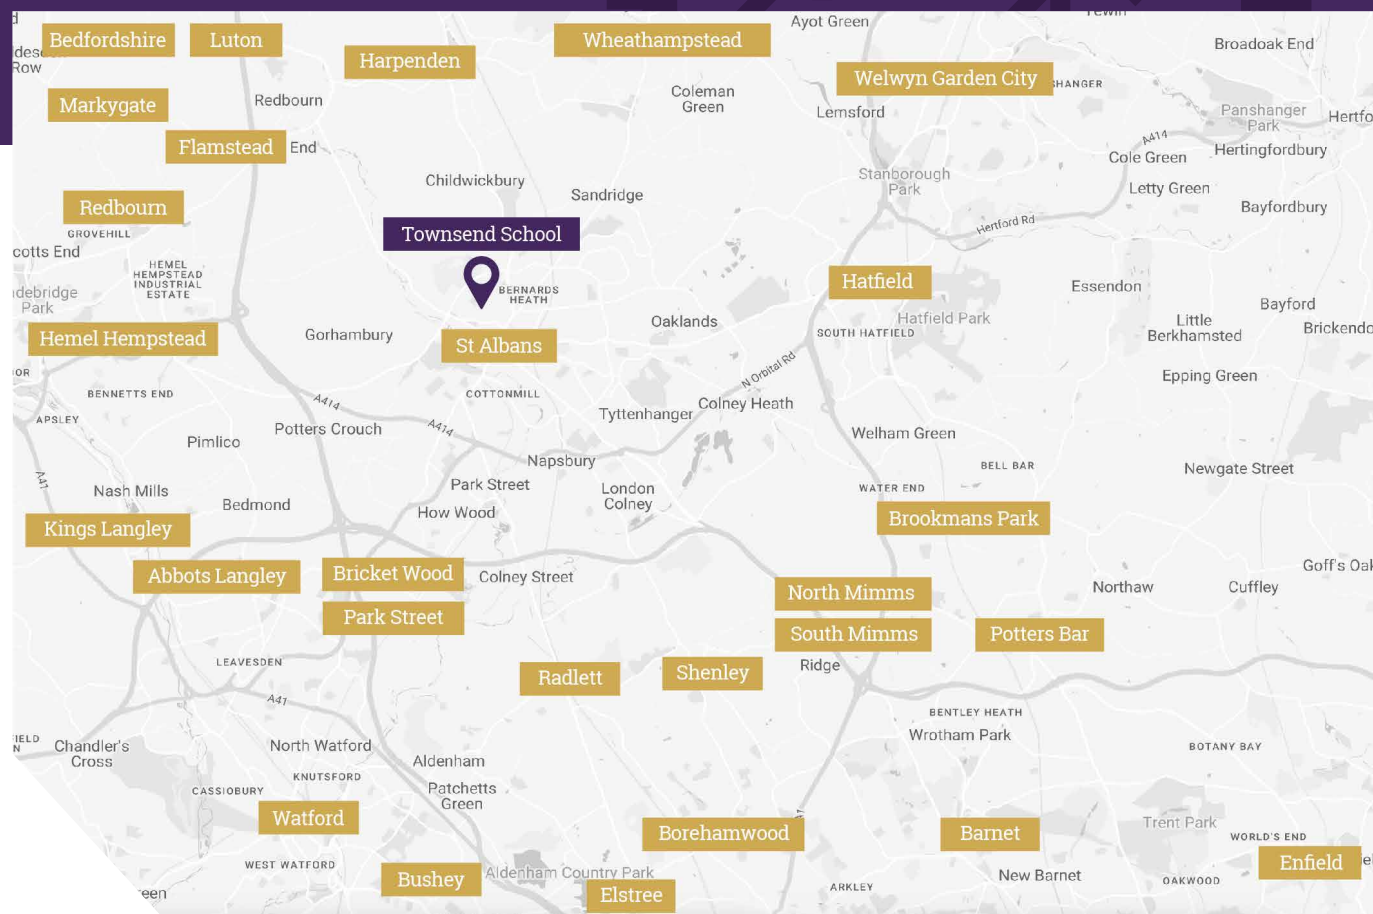 Ayot Green
Bedfordshire
Luton
Harpenden
Wheathampstead
Broadoak End
Row
Welwyn Garden City
Markygate
Redbourn
Coleman
Green
Lemsford
Panshanger
Park
Flamstead
End
A414
Cole Green
Hertingfordbury
Childwickbury
Sandridge
Stanborough
Park
Letty Green
Redbourn
Bayfordbury
GROVEHILL
Townsend School
Hertford Rd
HEMEL
HEMPSTEAD
INDUSTRIAL
ESTATE
BERNARDS
HEATH
Hatfield
Essendon
Park
Bayford
Hemel Hempstead
Gorhambury
St Albans
Oaklands
Hatfield Park
SOUTH HATFIELD
Little
Berkhamsted
N Orbital Rd
Epping Green
BENNETTS END
COTTONMILL
A414
Colney Heath
APSLEY
Potters Crouch
A414
Tyttenhanger
Pimlico
Welham Green
Napsbury
BELL BAR
Newgate Street
A41
Nash Mills
Bedmond
Park Street
How Wood
London
Colney
WATER END
Kings Langley
Brookmans Park
Abbots Langley
Bricket Wood
Colney Street
Goff's Oak
North Mimms
Northaw
Cuffley
Park Street
South Mimms
Potters Bar
LEAVESDEN
Radlett
Shenley
Ridge
A41
BENTLEY HEATH
Wrotham Park
Chandler's
Cross
North Watford
Aldenham
BOTANY BAY
KNUTSFORD
CASSIOBURY
Patchetts
Green
Watford
Borehamwood
Barnet
Trent Park
WORLD'S END
WEST WATFORD
Bushey
Aldenham Country Park
Enfield
Elstree
ARKLEY
New Barnet
OAKWOOD